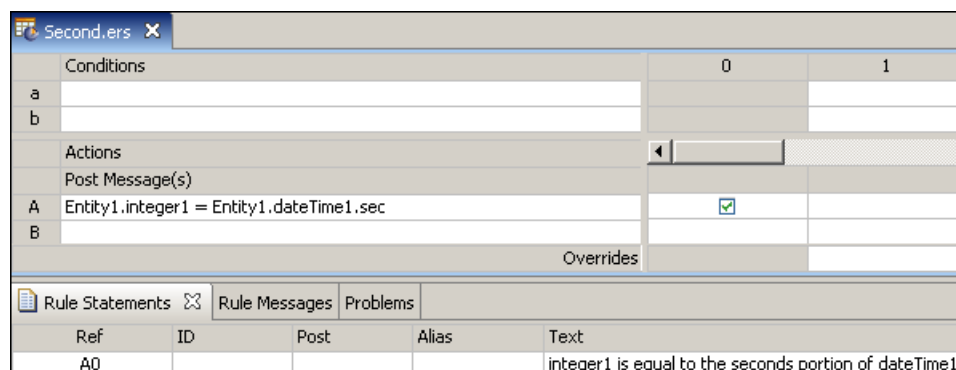 Second.ers
Conditions 0 1
a
b
Actions
Post Message(s)
A Entity1.integer1 = Entity1.dateTime1.sec
B
Overrides
Rule Statements Rule Messages Problems
Ref ID Post Alias Text
A0 integer1 is equal to the seconds portion of dateTime1